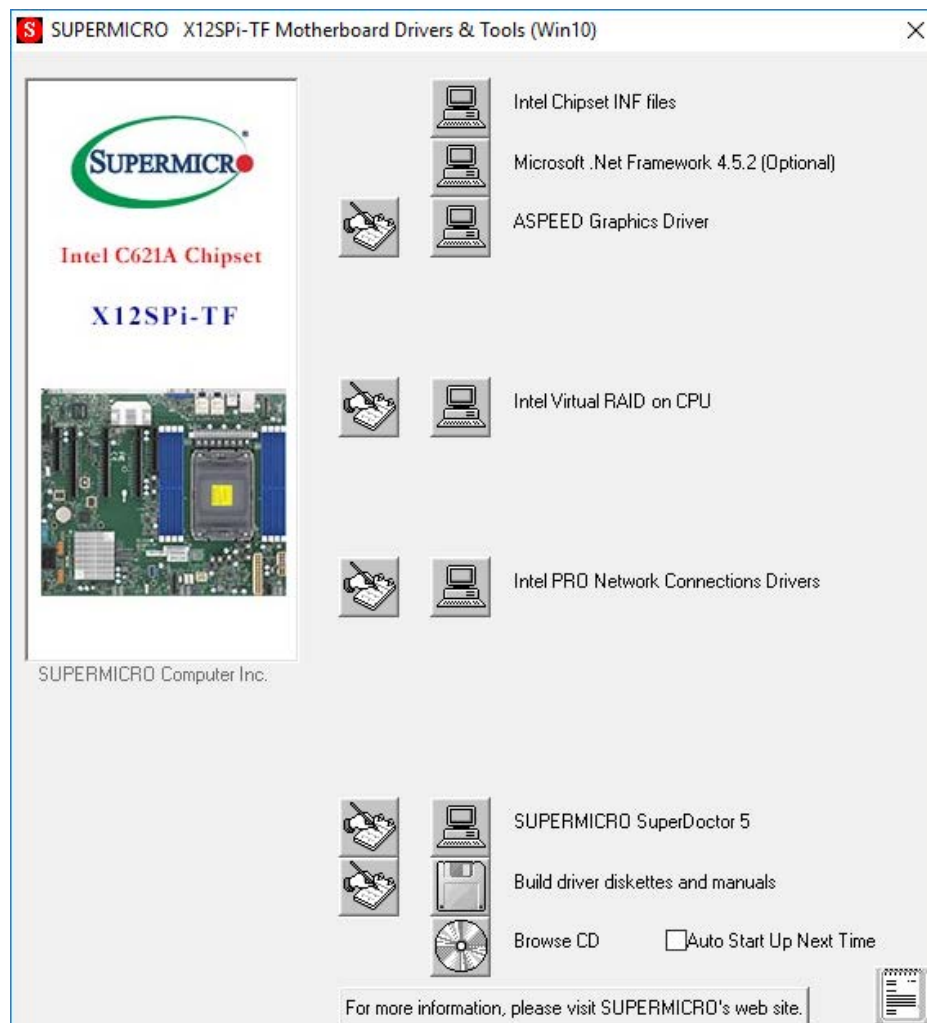 SUPERMICRO X12SPi-TF Motherboard Drivers & Tools (Win10)
SUPERMICRO
Intel C621A Chipset
X12SPi-TF
SUPERMICRO Computer Inc.
Intel Chipset INF files
Microsoft .Net Framework 4.5.2 (Optional)
ASPEED Graphics Driver
Intel Virtual RAID on CPU
Intel PRO Network Connections Drivers
SUPERMICRO SuperDoctor 5
Build driver diskettes and manuals
Browse CD Auto Start Up Next Time
For more information, please visit SUPERMICRO's web site.